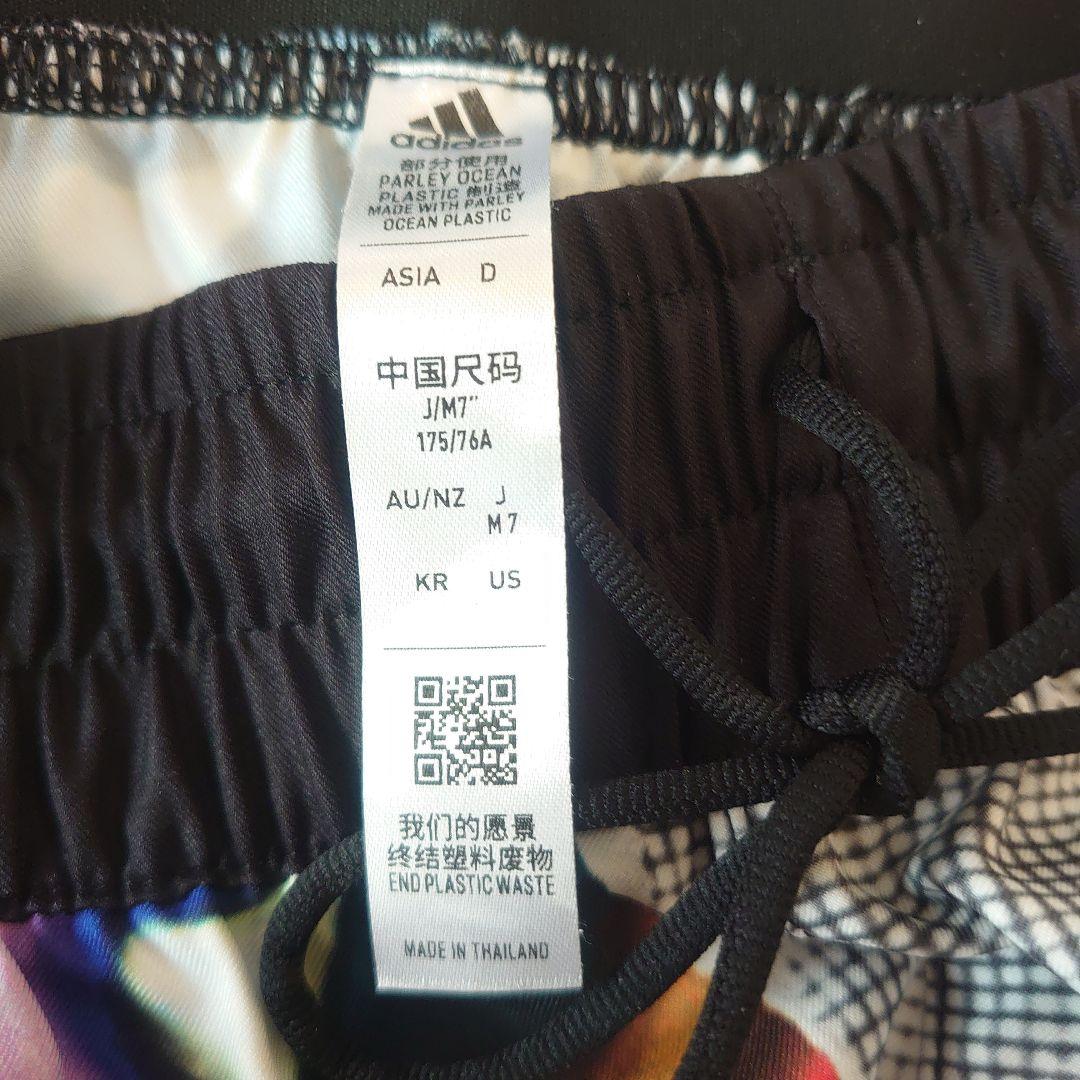 adidas
部分使用
PARLEY OCEAN
PLASTIC 制造
MADE WITH PARLEY
OCEAN PLASTIC
ASIA D
中国尺码
J/M7"
175/76A
AU/NZ J
M 7
KR US
我们的愿景
终结塑料废物
END PLASTIC WASTE
MADE IN THAILAND